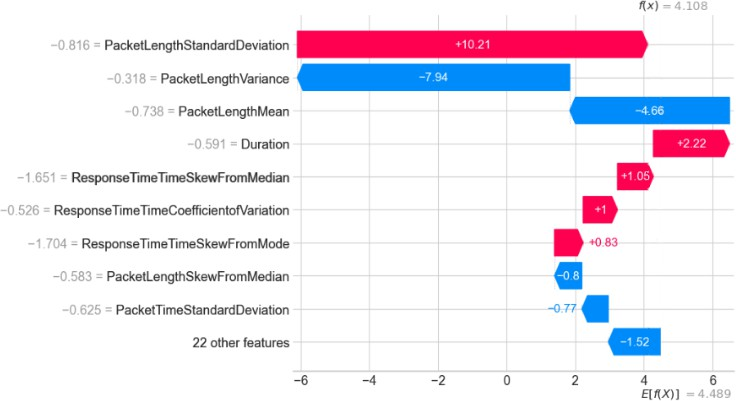 f(x) = 4.108
−0.816 = PacketLengthStandardDeviation +10.21
−0.318 = PacketLengthVariance −7.94
−0.738 = PacketLengthMean −4.66
−0.591 = Duration +2.22
−1.651 = ResponseTimeTimeSkewFromMedian +1.05
−0.526 = ResponseTimeTimeCoefficientofVariation +1
−1.704 = ResponseTimeTimeSkewFromMode +0.83
−0.583 = PacketLengthSkewFromMedian −0.8
−0.625 = PacketTimeStandardDeviation −0.77
22 other features −1.52
−6 −4 −2 0 2 4 6
E[f(X)] = 4.489